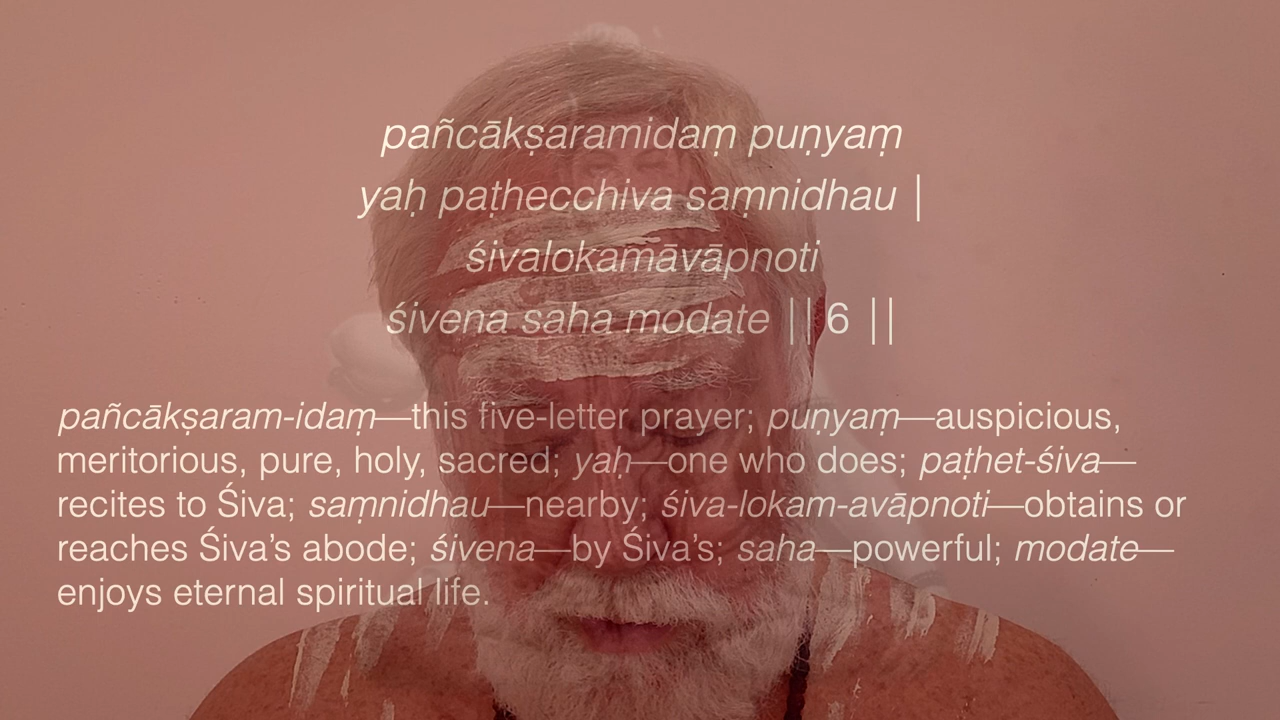 pañcākṣaramidaṃ puṇyaṃ
yaḥ paṭhecchiva saṃnidhau |
śivalokamāvāpnoti
śivena saha modate || 6 ||
pañcākṣaram-idaṃ—this five-letter prayer; puṇyaṃ—auspicious,
meritorious, pure, holy, sacred; yaḥ—one who does; paṭhet-śiva—
recites to Śiva; saṃnidhau—nearby; śiva-lokam-avāpnoti—obtains or
reaches Śiva’s abode; śivena—by Śiva’s; saha—powerful; modate—
enjoys eternal spiritual life.